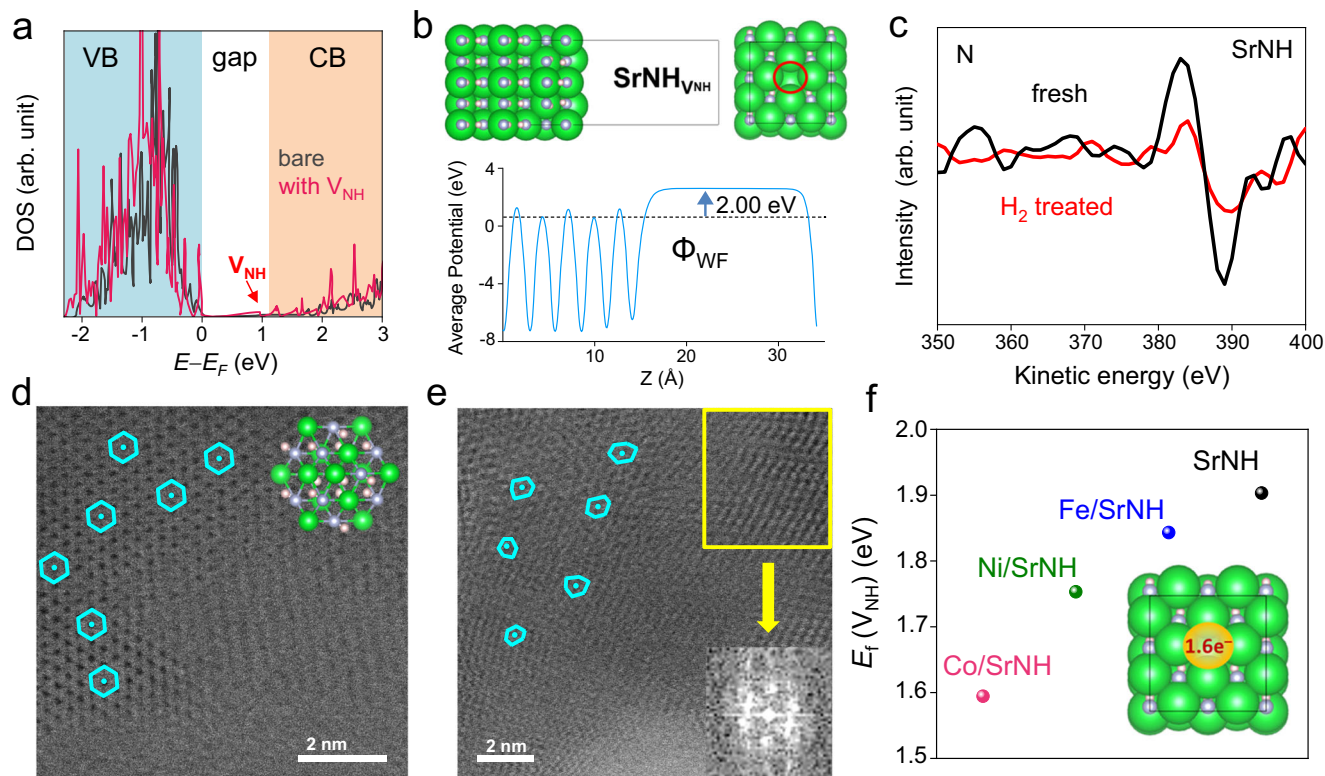 a
VB
gap
CB
bare
with V_NH
V_NH
DOS (arb. unit)
-2
-1
0
1
2
3
E–E_F (eV)
b
SrNH_VNH
4
0
-4
-8
Average Potential (eV)
2.00 eV
Φ_WF
0
10
20
30
Z (Å)
c
N
SrNH
fresh
H₂ treated
Intensity (arb. unit)
350
360
370
380
390
400
Kinetic energy (eV)
d
2 nm
e
2 nm
f
2.0
1.9
1.8
1.7
1.6
1.5
E_f (V_NH) (eV)
SrNH
Fe/SrNH
Ni/SrNH
Co/SrNH
1.6e⁻